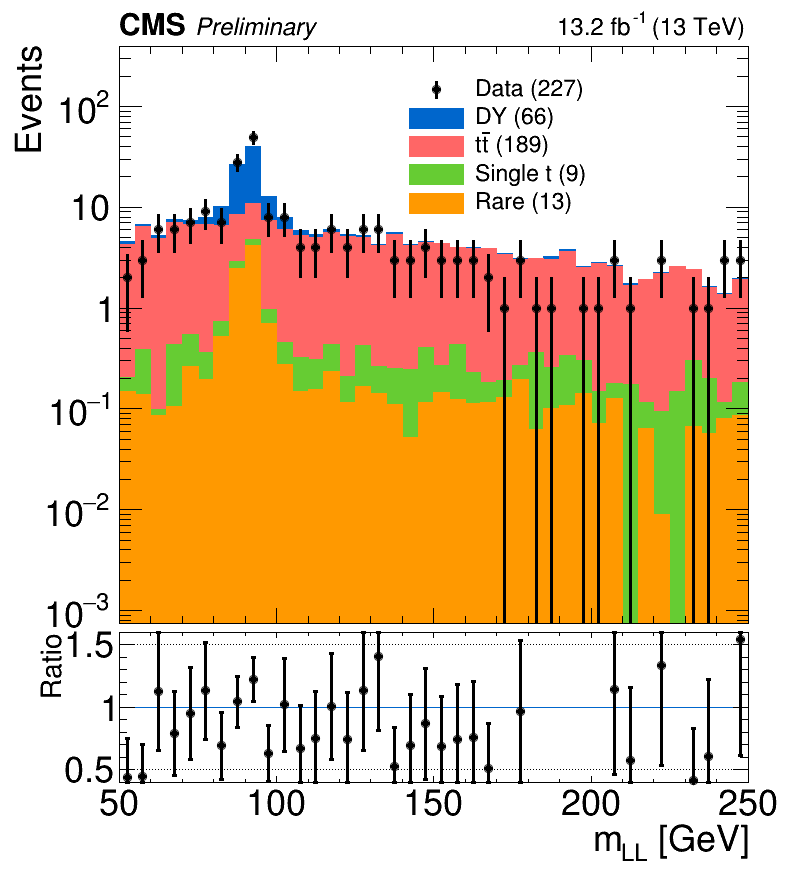 CMS Preliminary 13.2 fb⁻¹ (13 TeV)
Events
Data (227)
DY (66)
tt̄ (189)
Single t (9)
Rare (13)
10²
10
1
10⁻¹
10⁻²
10⁻³
Ratio
1.5
1
0.5
50 100 150 200 250
m_LL [GeV]